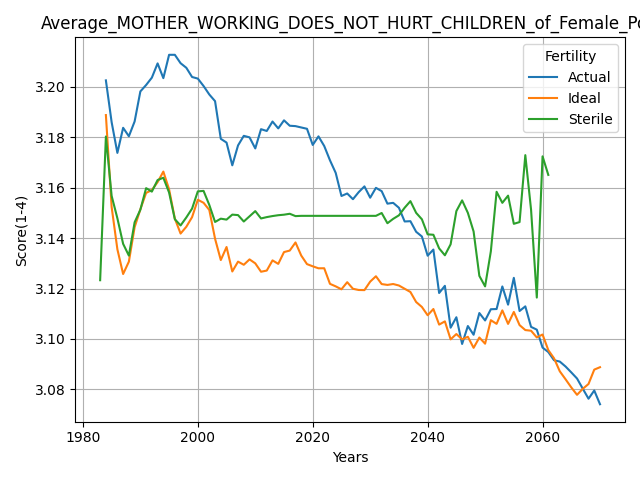 Average_MOTHER_WORKING_DOES_NOT_HURT_CHILDREN_of_Female_Po
Fertility
Actual
Ideal
Sterile
Score(1-4)
3.20
3.18
3.16
3.14
3.12
3.10
3.08
1980
2000
2020
2040
2060
Years